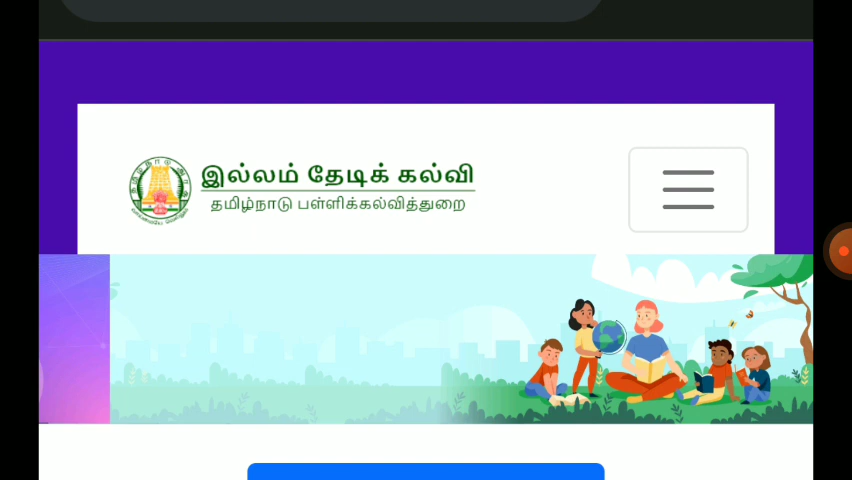 இல்லம் தேடிக் கல்வி
தமிழ்நாடு பள்ளிக்கல்வித்துறை